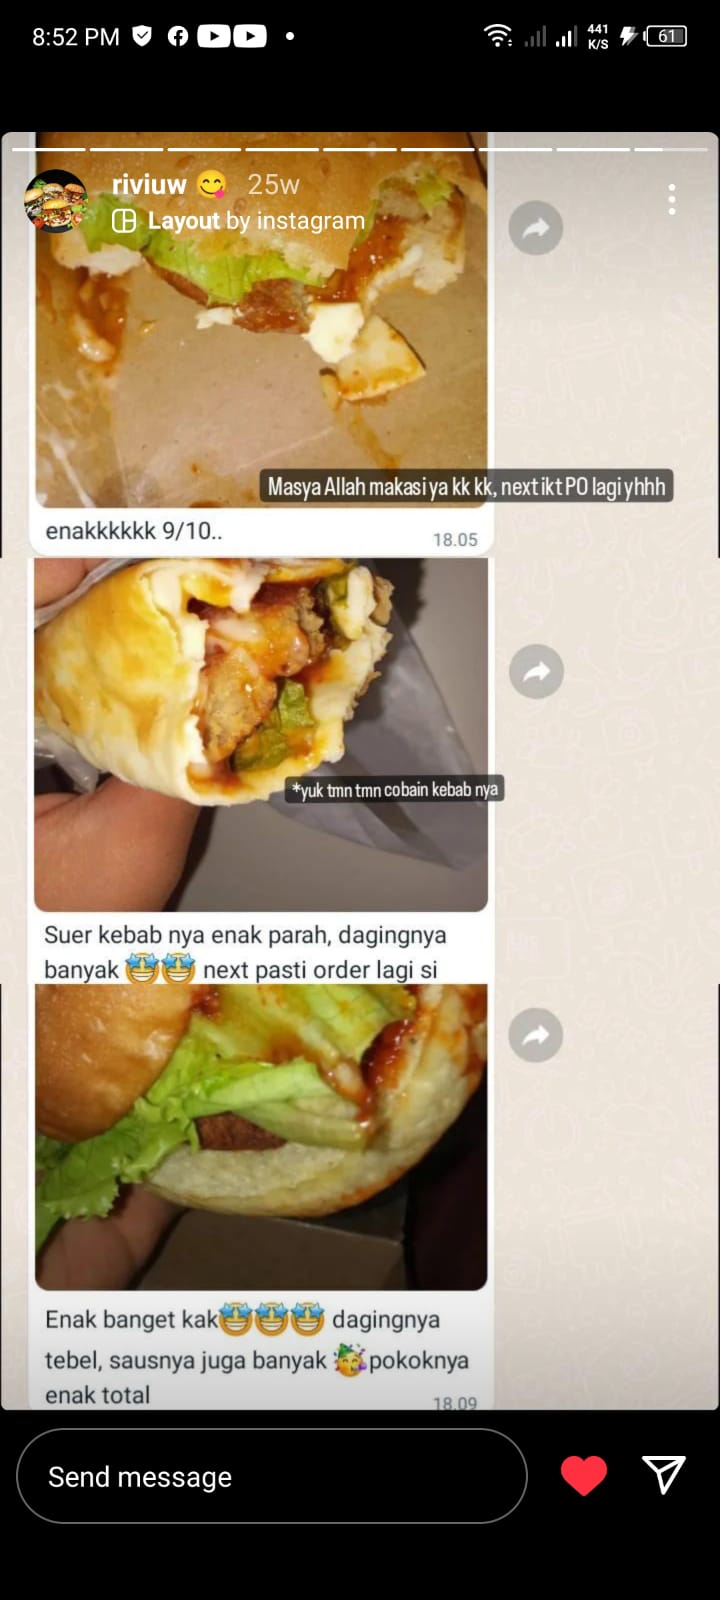 8:52 PM
441
K/S
61
riviuw 😋 25w
Layout by instagram
Masya Allah makasi ya kk kk, next ikt PO lagi yhhh
enakkkkkk 9/10..
18.05
*yuk tmn tmn cobain kebab nya
Suer kebab nya enak parah, dagingnya
banyak 🤩🤩 next pasti order lagi si
Enak banget kak🤩🤩🤩 dagingnya
tebel, sausnya juga banyak 🥳pokoknya
enak total
18.09
Send message